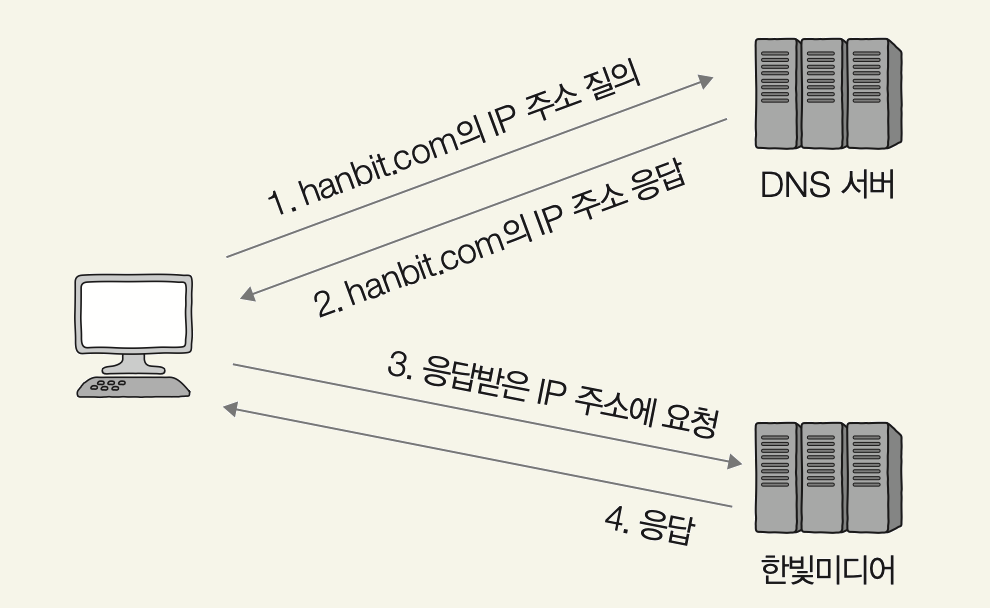 1. hanbit.com의 IP 주소 질의
DNS 서버
2. hanbit.com의 IP 주소 응답
3. 응답받은 IP 주소에 요청
4. 응답
한빛미디어